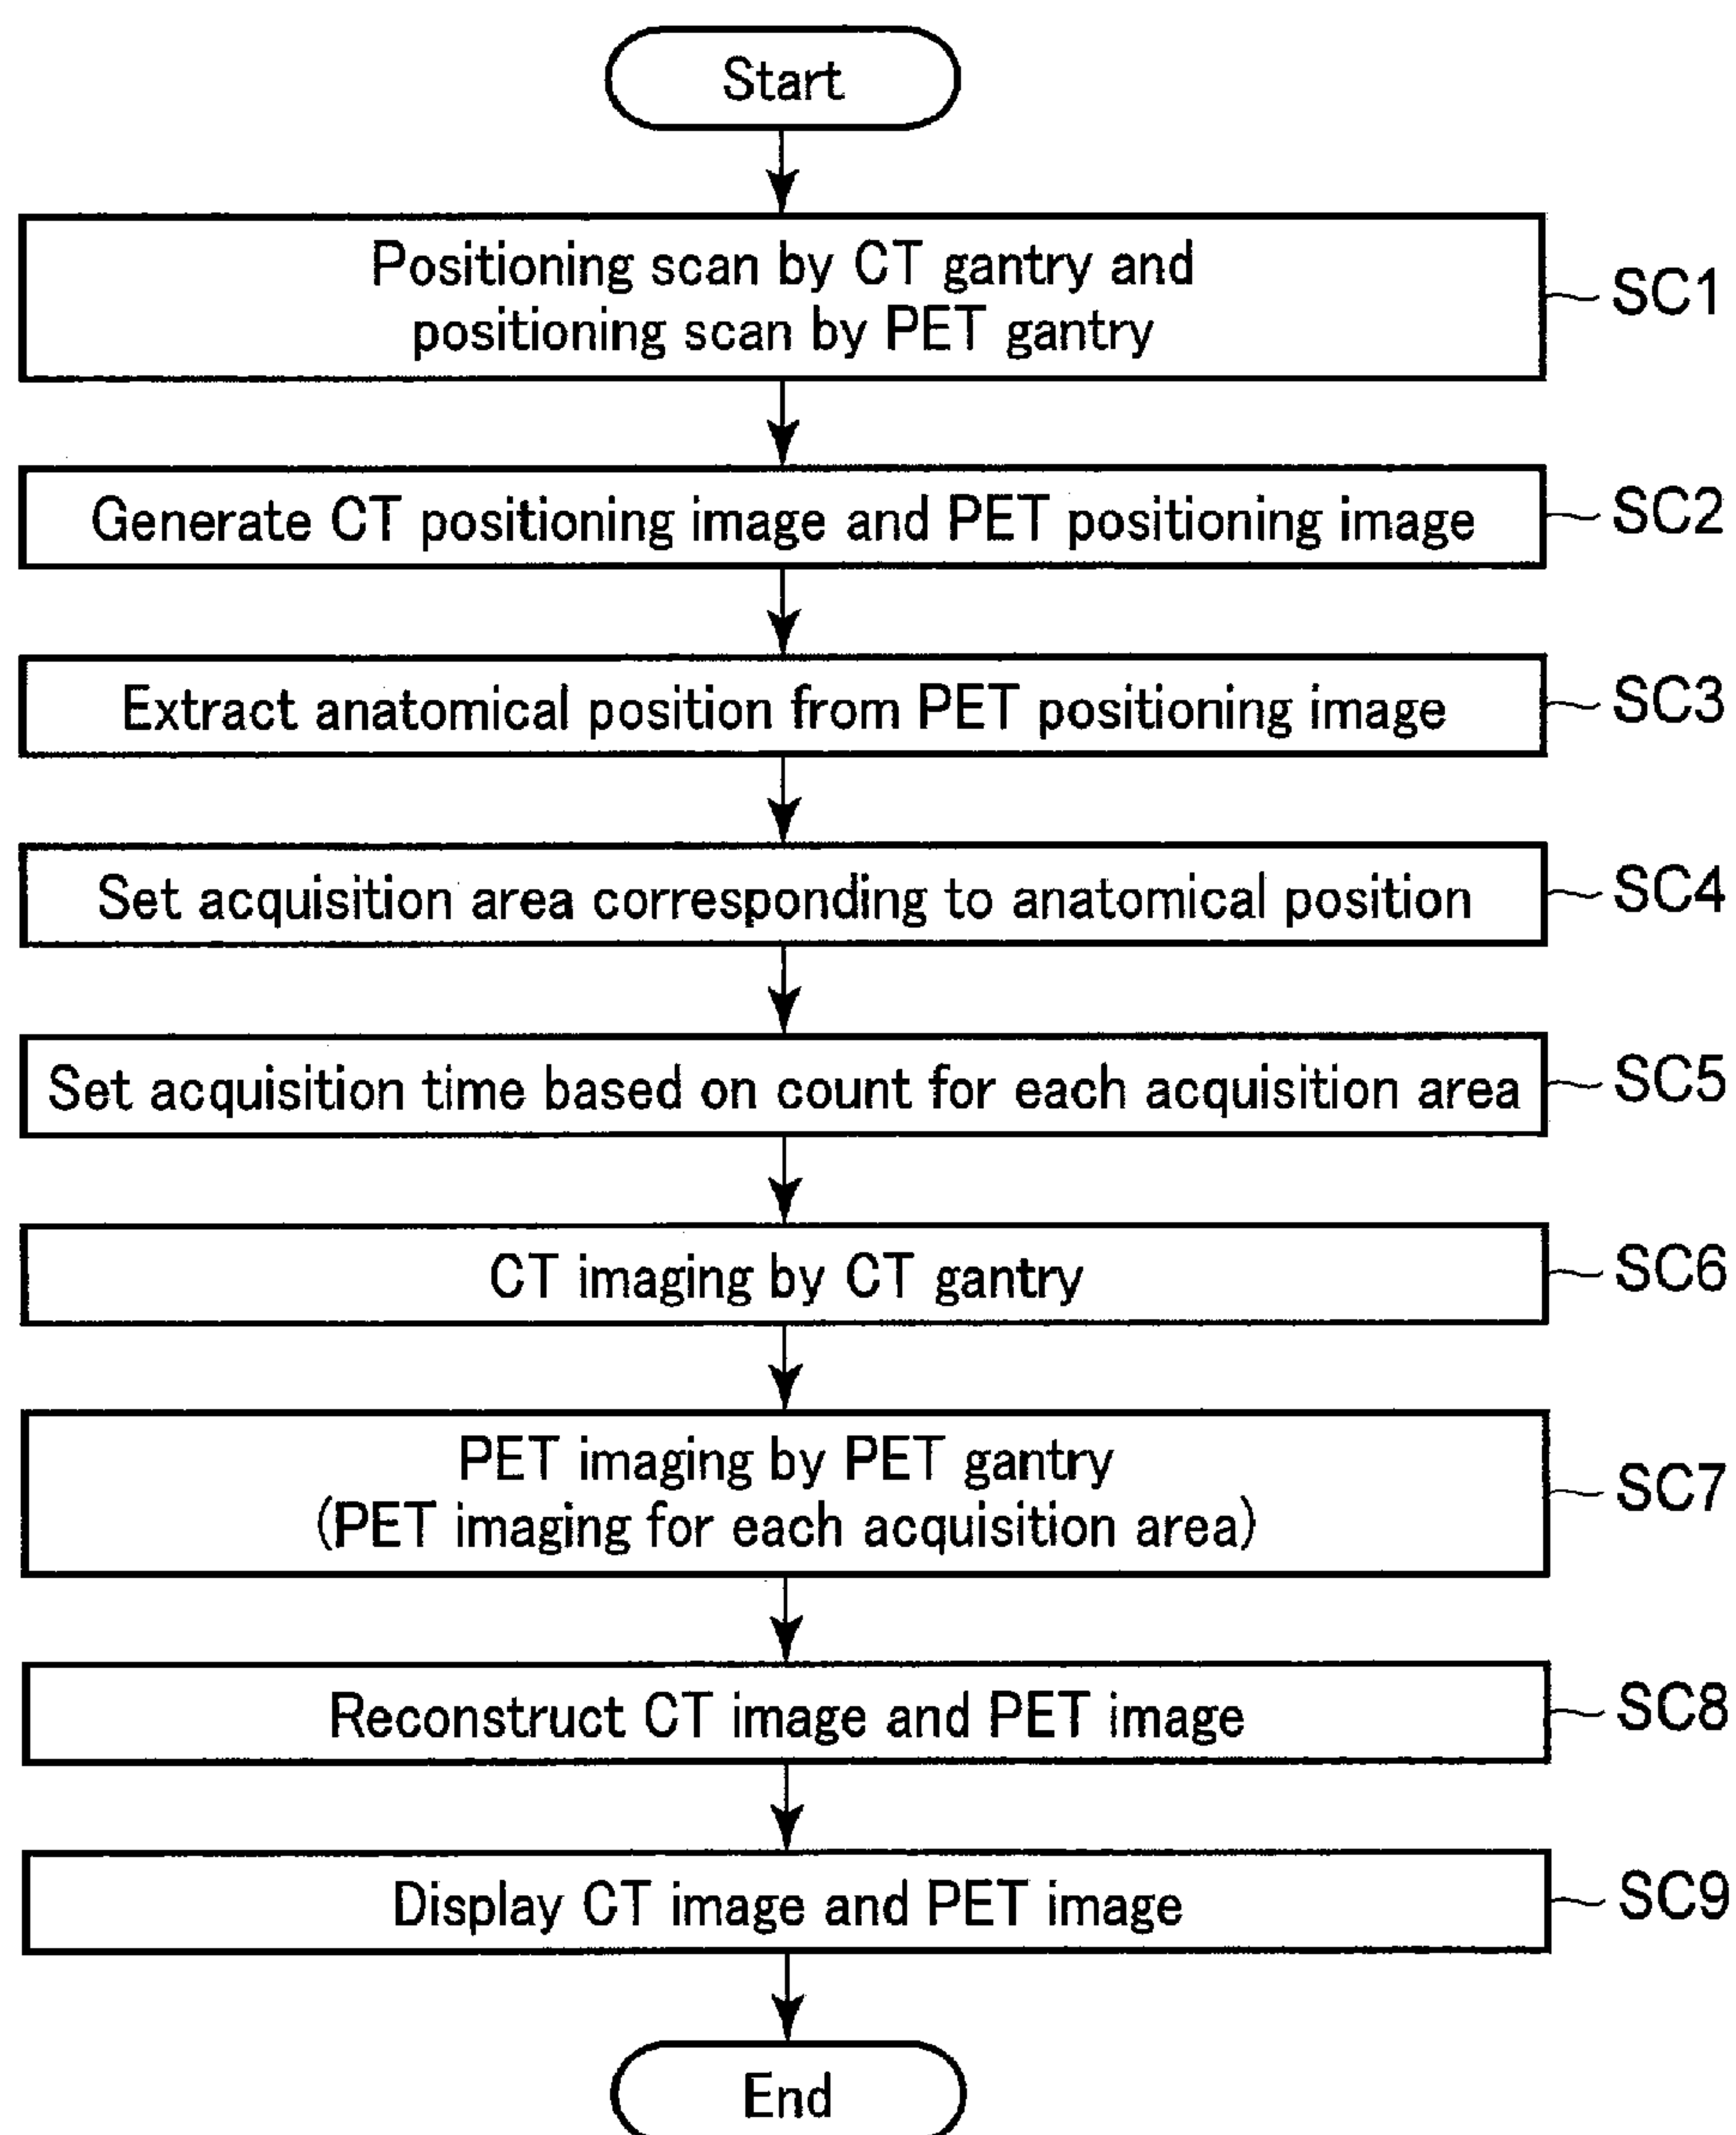 Start
Positioning scan by CT gantry and
positioning scan by PET gantry
SC1
Generate CT positioning image and PET positioning image
SC2
Extract anatomical position from PET positioning image
SC3
Set acquisition area corresponding to anatomical position
SC4
Set acquisition time based on count for each acquisition area
SC5
CT imaging by CT gantry
SC6
PET imaging by PET gantry
(PET imaging for each acquisition area)
SC7
Reconstruct CT image and PET image
SC8
Display CT image and PET image
SC9
End